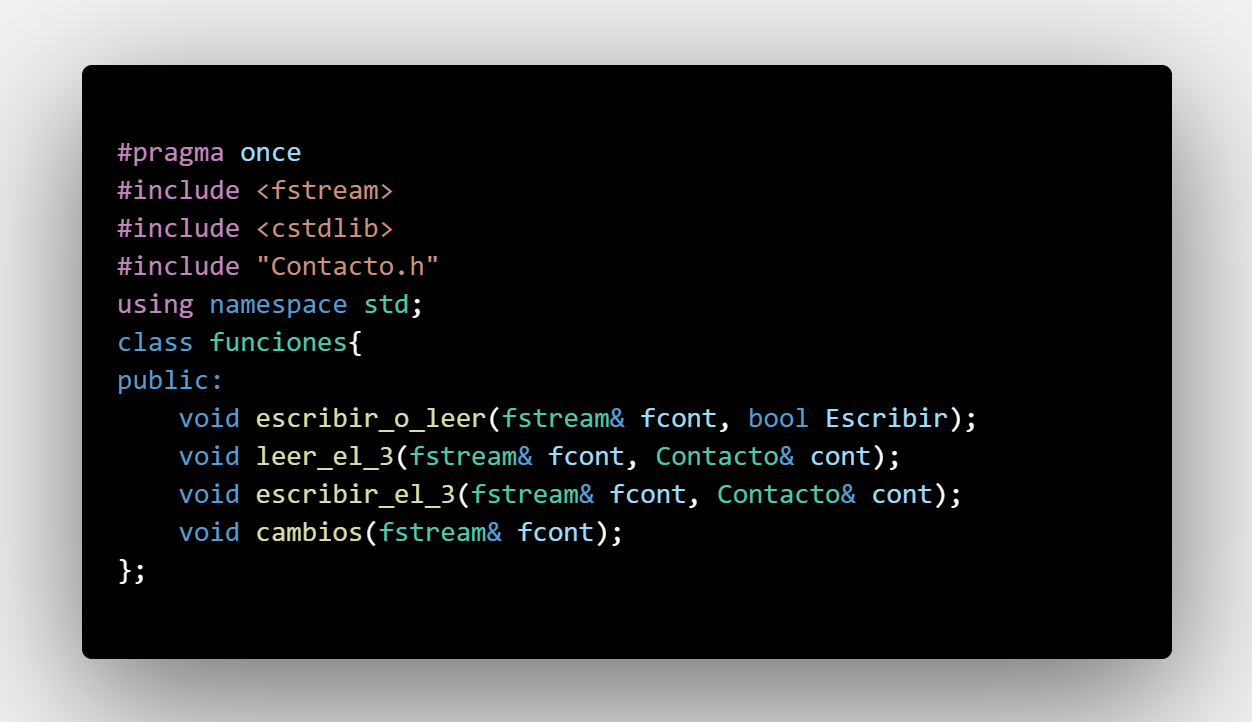 #pragma once
#include <fstream>
#include <cstdlib>
#include "Contacto.h"
using namespace std;
class funciones{
public:
    void escribir_o_leer(fstream& fcont, bool Escribir);
    void leer_el_3(fstream& fcont, Contacto& cont);
    void escribir_el_3(fstream& fcont, Contacto& cont);
    void cambios(fstream& fcont);
};